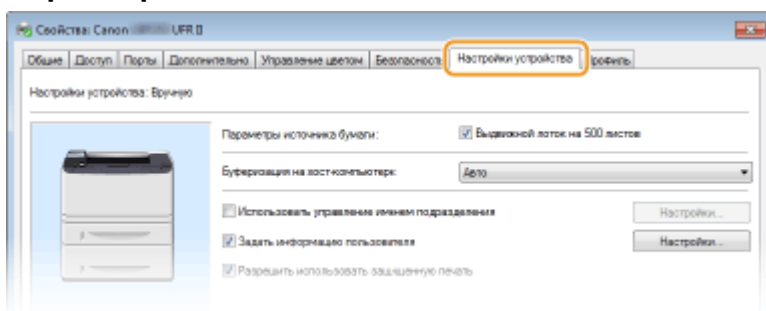 Свойства: Canon UFR II
Общие Доступ Порты Дополнительно Управление цветом Безопасность Настройки устройства Профиль
Настройки устройства: Вручную
Параметры источника бумаги: Выдвижной лоток на 500 листов
Буферизация на хост-компьютере: Авто
Использовать управление именем подразделения Настройки...
Задать информацию пользователя Настройки...
Разрешить использовать защищенную печать